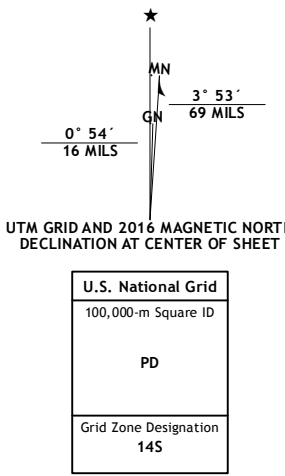 ★
MN
3° 53´
69 MILS
GN
0° 54´
16 MILS
UTM GRID AND 2016 MAGNETIC NORTH
DECLINATION AT CENTER OF SHEET
U.S. National Grid
100,000-m Square ID
PD
Grid Zone Designation
14S